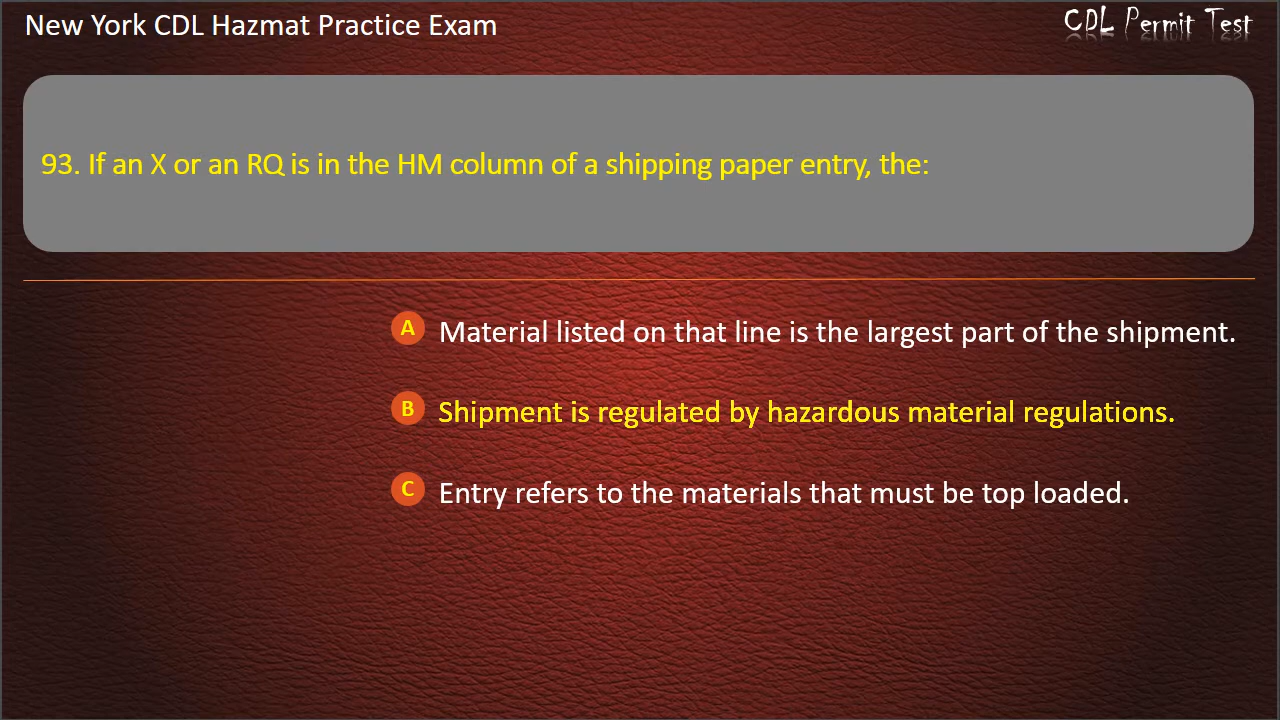 New York CDL Hazmat Practice Exam
CDL Permit Test
93. If an X or an RQ is in the HM column of a shipping paper entry, the:
A Material listed on that line is the largest part of the shipment.
B Shipment is regulated by hazardous material regulations.
C Entry refers to the materials that must be top loaded.